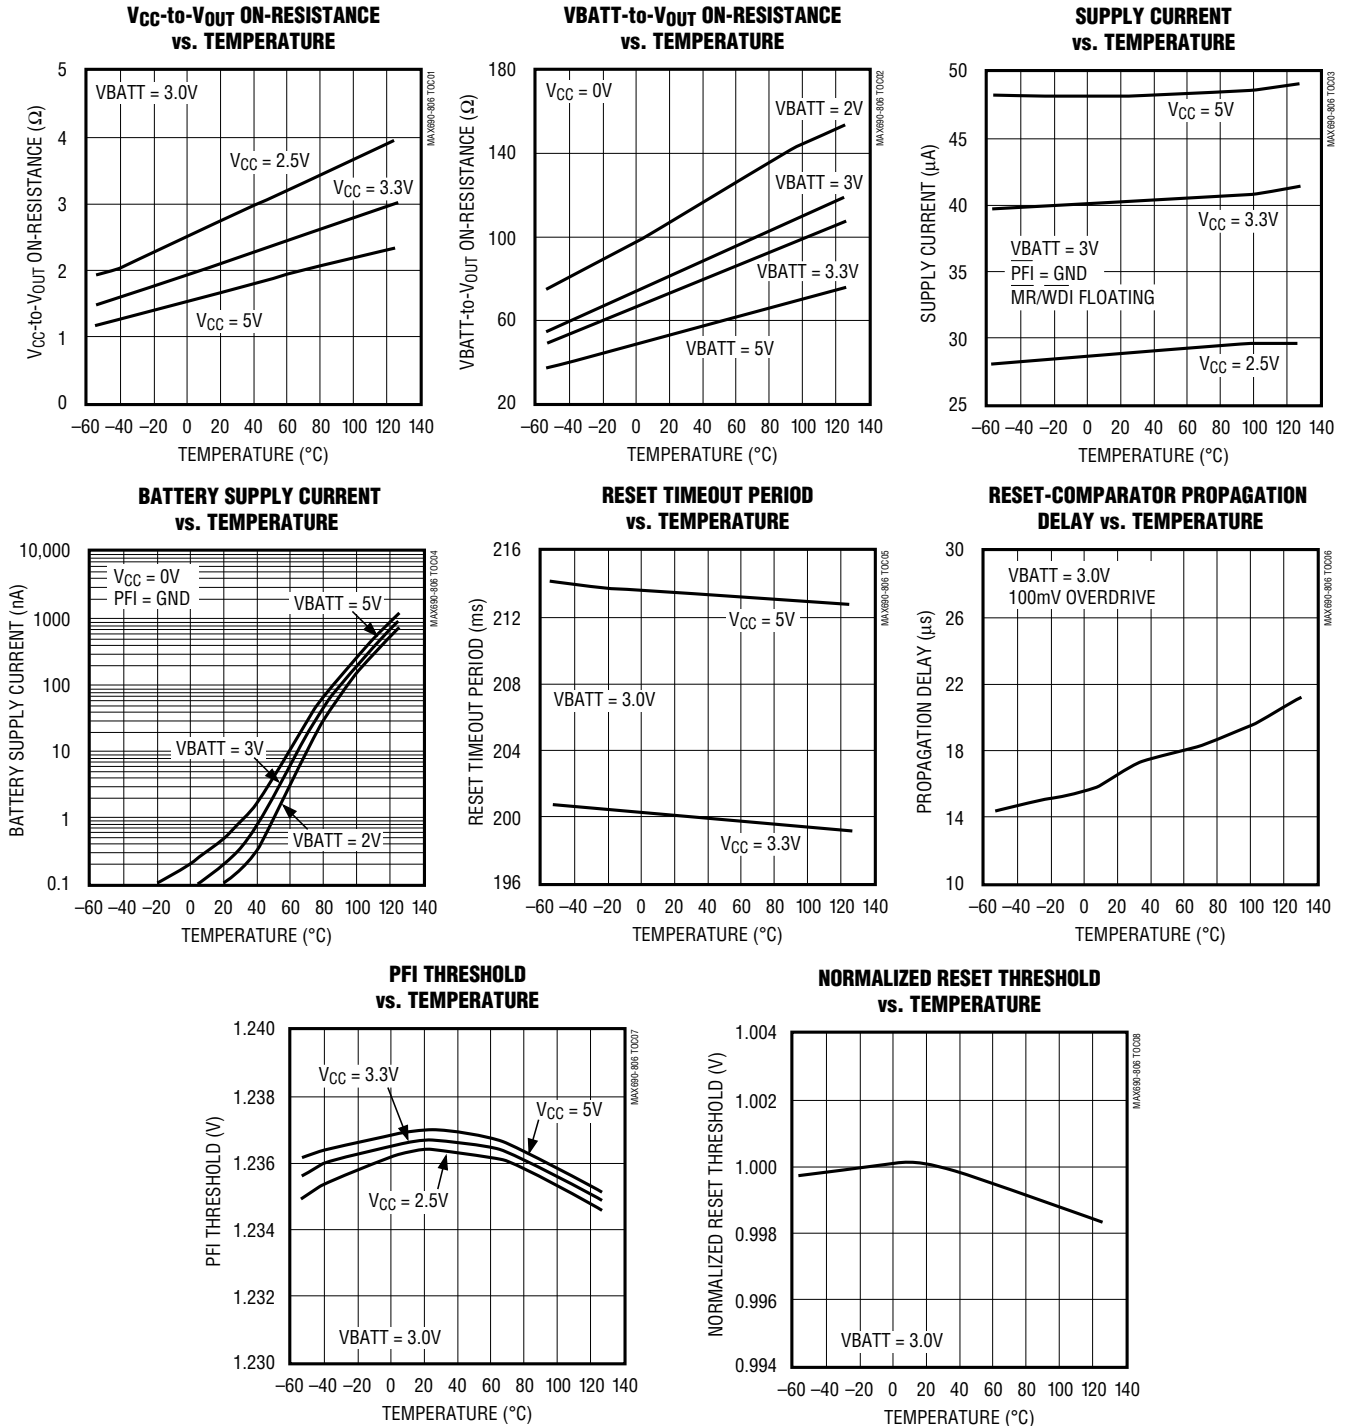 VCC-to-VOUT ON-RESISTANCE
vs. TEMPERATURE
5
4
3
2
1
0
VCC-to-VOUT ON-RESISTANCE (Ω)
VBATT = 3.0V
VCC = 2.5V
VCC = 3.3V
VCC = 5V
MAX690-806 TOC01
–60 –40 –20 0 20 40 60 80 100 120 140
TEMPERATURE (°C)
VBATT-to-VOUT ON-RESISTANCE
vs. TEMPERATURE
180
140
100
60
20
VBATT-to-VOUT ON-RESISTANCE (Ω)
VCC = 0V
VBATT = 2V
VBATT = 3V
VBATT = 3.3V
VBATT = 5V
MAX690-806 TOC02
–60 –40 –20 0 20 40 60 80 100 120 140
TEMPERATURE (°C)
SUPPLY CURRENT
vs. TEMPERATURE
50
45
40
35
30
25
SUPPLY CURRENT (µA)
VCC = 5V
VCC = 3.3V
VBATT = 3V
PFI = GND
MR/WDI FLOATING
VCC = 2.5V
MAX690-806 TOC03
–60 –40 –20 0 20 40 60 80 100 120 140
TEMPERATURE (°C)
BATTERY SUPPLY CURRENT
vs. TEMPERATURE
10,000
1000
100
10
1
0.1
BATTERY SUPPLY CURRENT (nA)
VCC = 0V
PFI = GND
VBATT = 5V
VBATT = 3V
VBATT = 2V
MAX690-806 TOC04
–60 –40 –20 0 20 40 60 80 100 120 140
TEMPERATURE (°C)
RESET TIMEOUT PERIOD
vs. TEMPERATURE
216
212
208
204
200
196
RESET TIMEOUT PERIOD (ms)
VCC = 5V
VBATT = 3.0V
VCC = 3.3V
MAX690-806 TOC05
–60 –40 –20 0 20 40 60 80 100 120 140
TEMPERATURE (°C)
RESET-COMPARATOR PROPAGATION
DELAY vs. TEMPERATURE
30
26
22
18
14
10
PROPAGATION DELAY (µs)
VBATT = 3.0V
100mV OVERDRIVE
MAX690-806 TOC06
–60 –40 –20 0 20 40 60 80 100 120 140
TEMPERATURE (°C)
PFI THRESHOLD
vs. TEMPERATURE
1.240
1.238
1.236
1.234
1.232
1.230
PFI THRESHOLD (V)
VCC = 3.3V
VCC = 5V
VCC = 2.5V
VBATT = 3.0V
MAX690-806 TOC07
–60 –40 –20 0 20 40 60 80 100 120 140
TEMPERATURE (°C)
NORMALIZED RESET THRESHOLD
vs. TEMPERATURE
1.004
1.002
1.000
0.998
0.996
0.994
NORMALIZED RESET THRESHOLD (V)
VBATT = 3.0V
MAX690-806 TOC08
–60 –40 –20 0 20 40 60 80 100 120 140
TEMPERATURE (°C)